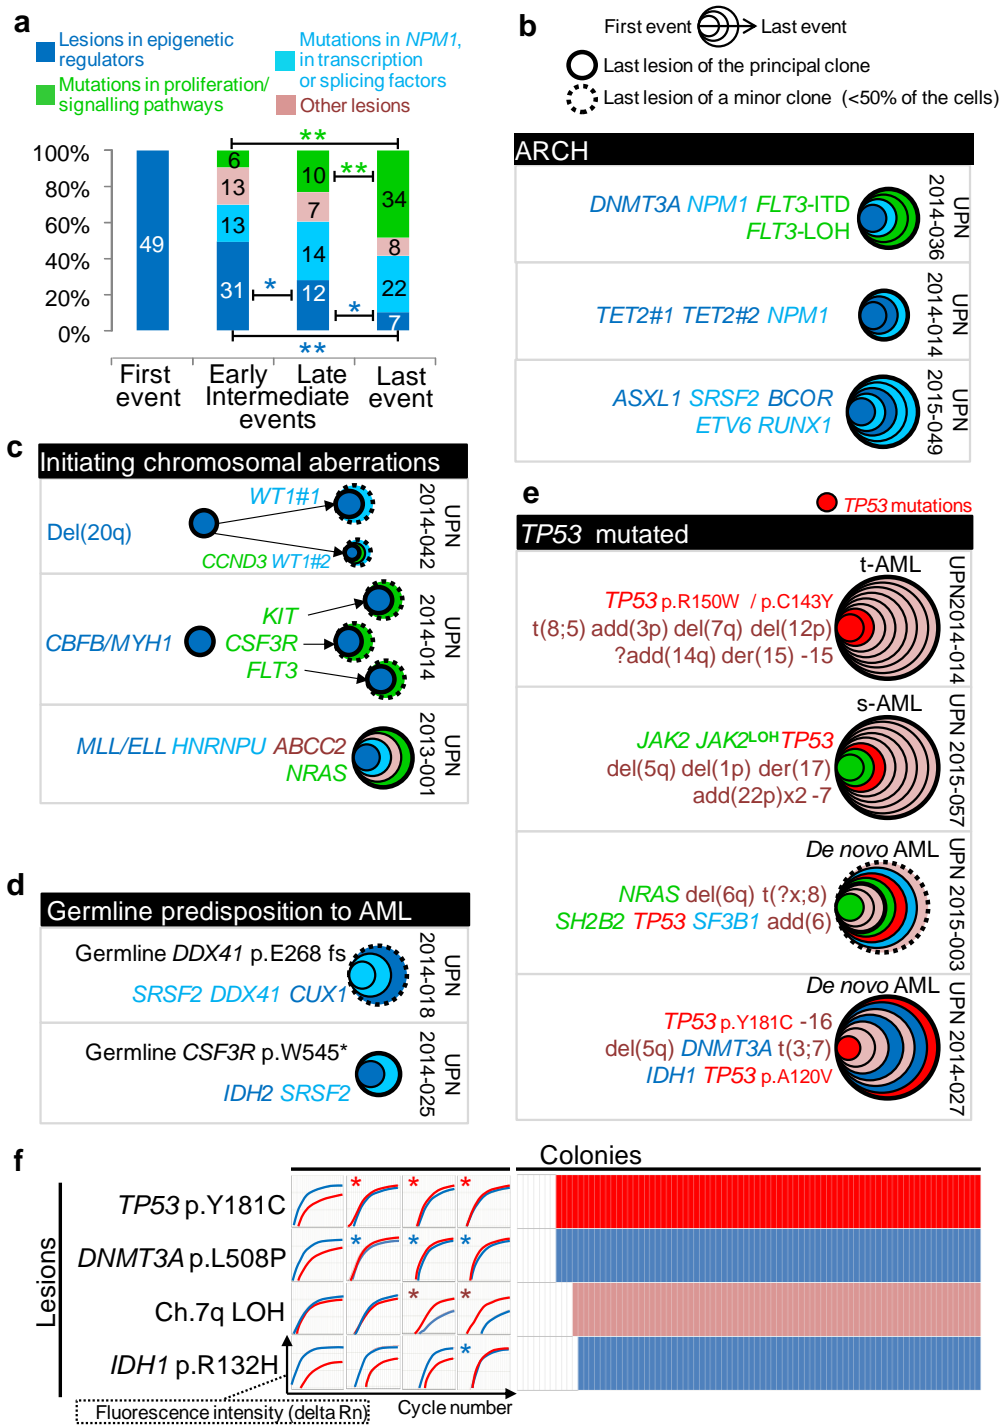 a
Lesions in epigenetic
regulators
Mutations in proliferation/
signalling pathways
Mutations in NPM1,
in transcription
or splicing factors
Other lesions
100%
80%
60%
40%
20%
0%
**
**
*
*
**
49
6
13
13
31
10
7
14
12
34
8
22
7
First
event
Early
Late
Intermediate
events
Last
event
b
First event
Last event
Last lesion of the principal clone
Last lesion of a minor clone (<50% of the cells)
ARCH
DNMT3A NPM1 FLT3-ITD
FLT3-LOH
UPN
2014-036
TET2#1 TET2#2 NPM1
UPN
2014-014
ASXL1 SRSF2 BCOR
ETV6 RUNX1
UPN
2015-049
c
Initiating chromosomal aberrations
Del(20q)
WT1#1
CCND3 WT1#2
UPN
2014-042
CBFB/MYH1
KIT
CSF3R
FLT3
UPN
2014-014
MLL/ELL HNRNPU ABCC2
NRAS
UPN
2013-001
d
Germline predisposition to AML
Germline DDX41 p.E268 fs
SRSF2 DDX41 CUX1
UPN
2014-018
Germline CSF3R p.W545*
IDH2 SRSF2
UPN
2014-025
e
TP53 mutations
TP53 mutated
t-AML
TP53 p.R150W / p.C143Y
t(8;5) add(3p) del(7q) del(12p)
?add(14q) der(15) -15
UPN2014-014
s-AML
JAK2 JAK2LOH TP53
del(5q) del(1p) der(17)
add(22p)x2 -7
UPN 2015-057
De novo AML
NRAS del(6q) t(?x;8)
SH2B2 TP53 SF3B1 add(6)
UPN 2015-003
De novo AML
TP53 p.Y181C -16
del(5q) DNMT3A t(3;7)
IDH1 TP53 p.A120V
UPN 2014-027
f
Colonies
Lesions
TP53 p.Y181C
* * *
DNMT3A p.L508P
* * *
Ch.7q LOH
* *
IDH1 p.R132H
*
Fluorescence intensity (delta Rn)
Cycle number